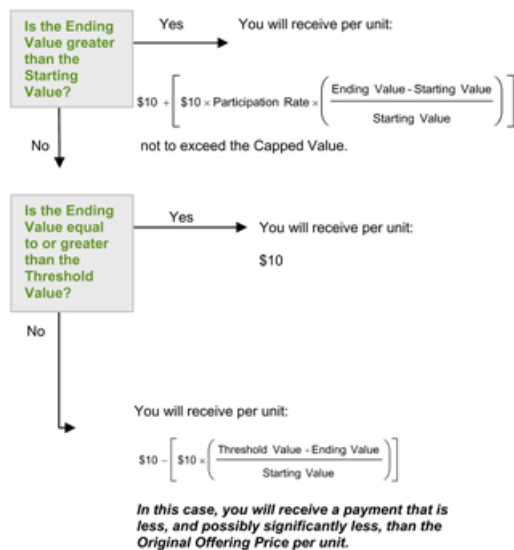 Is the Ending
Value greater
than the
Starting
Value?
Yes
You will receive per unit:
$10 + [ $10 × Participation Rate × ( Ending Value - Starting Value / Starting Value ) ]
not to exceed the Capped Value.
No
Is the Ending
Value equal
to or greater
than the
Threshold
Value?
Yes
You will receive per unit:
$10
No
You will receive per unit:
$10 − [ $10 × ( Threshold Value - Ending Value / Starting Value ) ]
In this case, you will receive a payment that is
less, and possibly significantly less, than the
Original Offering Price per unit.